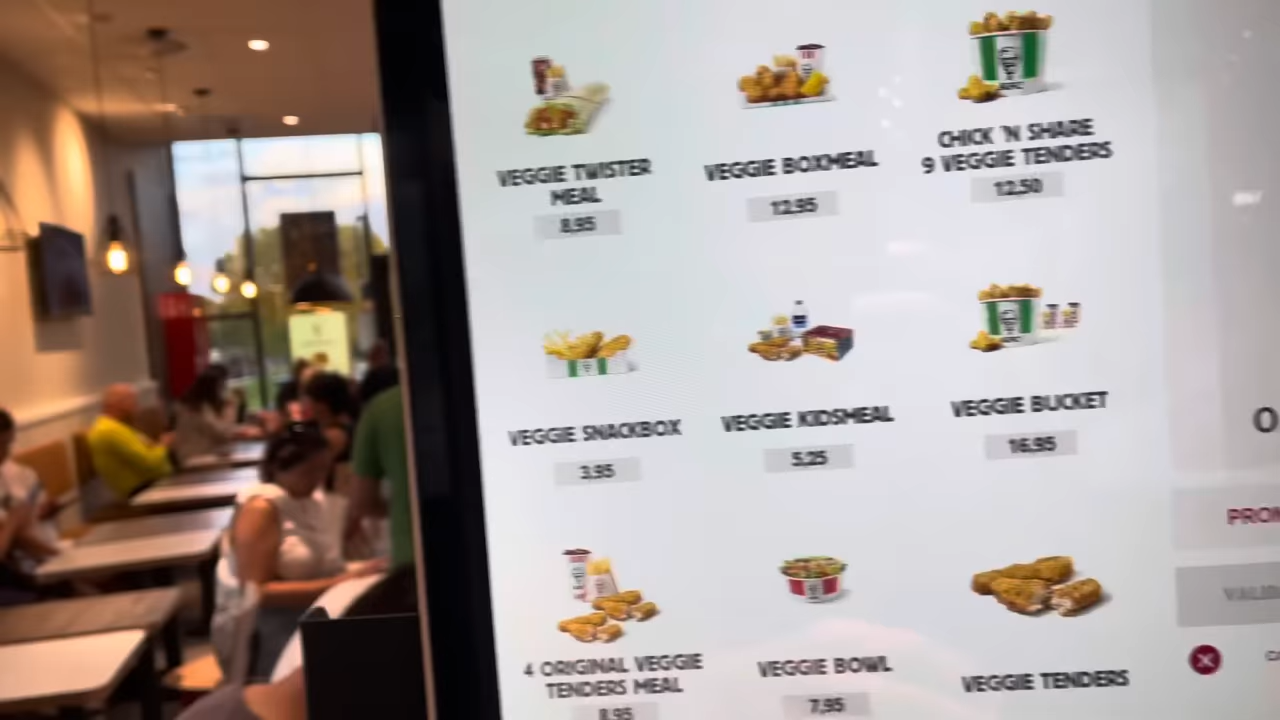 VEGGIE TWISTER
MEAL
8,95
VEGGIE BOXMEAL
12,95
CHICK 'N SHARE
9 VEGGIE TENDERS
12,50
VEGGIE SNACKBOX
3,95
VEGGIE KIDSMEAL
5,25
VEGGIE BUCKET
16,95
4 ORIGINAL VEGGIE
TENDERS MEAL
8,95
VEGGIE BOWL
7,95
VEGGIE TENDERS